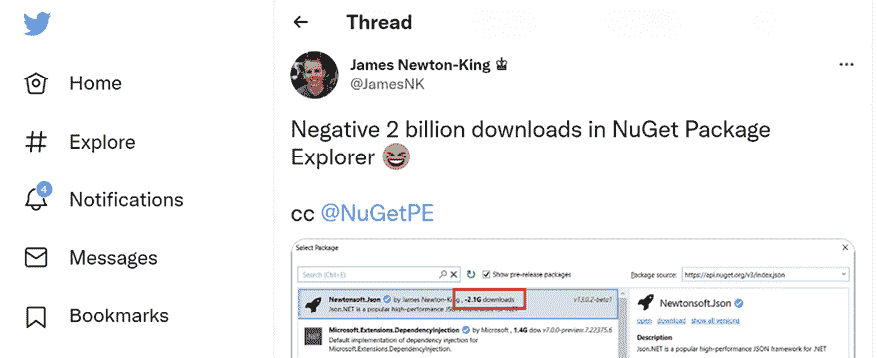 Thread
Home
Explore
4
Notifications
Messages
Bookmarks
James Newton-King
@JamesNK
Negative 2 billion downloads in NuGet Package
Explorer
cc @NuGetPE
Select Package
Search (Ctrl+E)
Show pre-release packages
Package source: https://api.nuget.org/v3/index.json
Newtonsoft.Json by James Newton-King, -2.1G downloads v13.0.2-beta1
Json.NET is a popular high-performance JSON framework for .NET
Microsoft.Extensions.DependencyInjection by Microsoft, 1.4G dow v7.0.0-preview.7.22375.6
Default implementation of dependency injection for
Microsoft.Extensions.DependencyInjection.
Newtonsoft.Json
open download show all versions
Description
Json.NET is a popular high-performance JSON framework for .NET